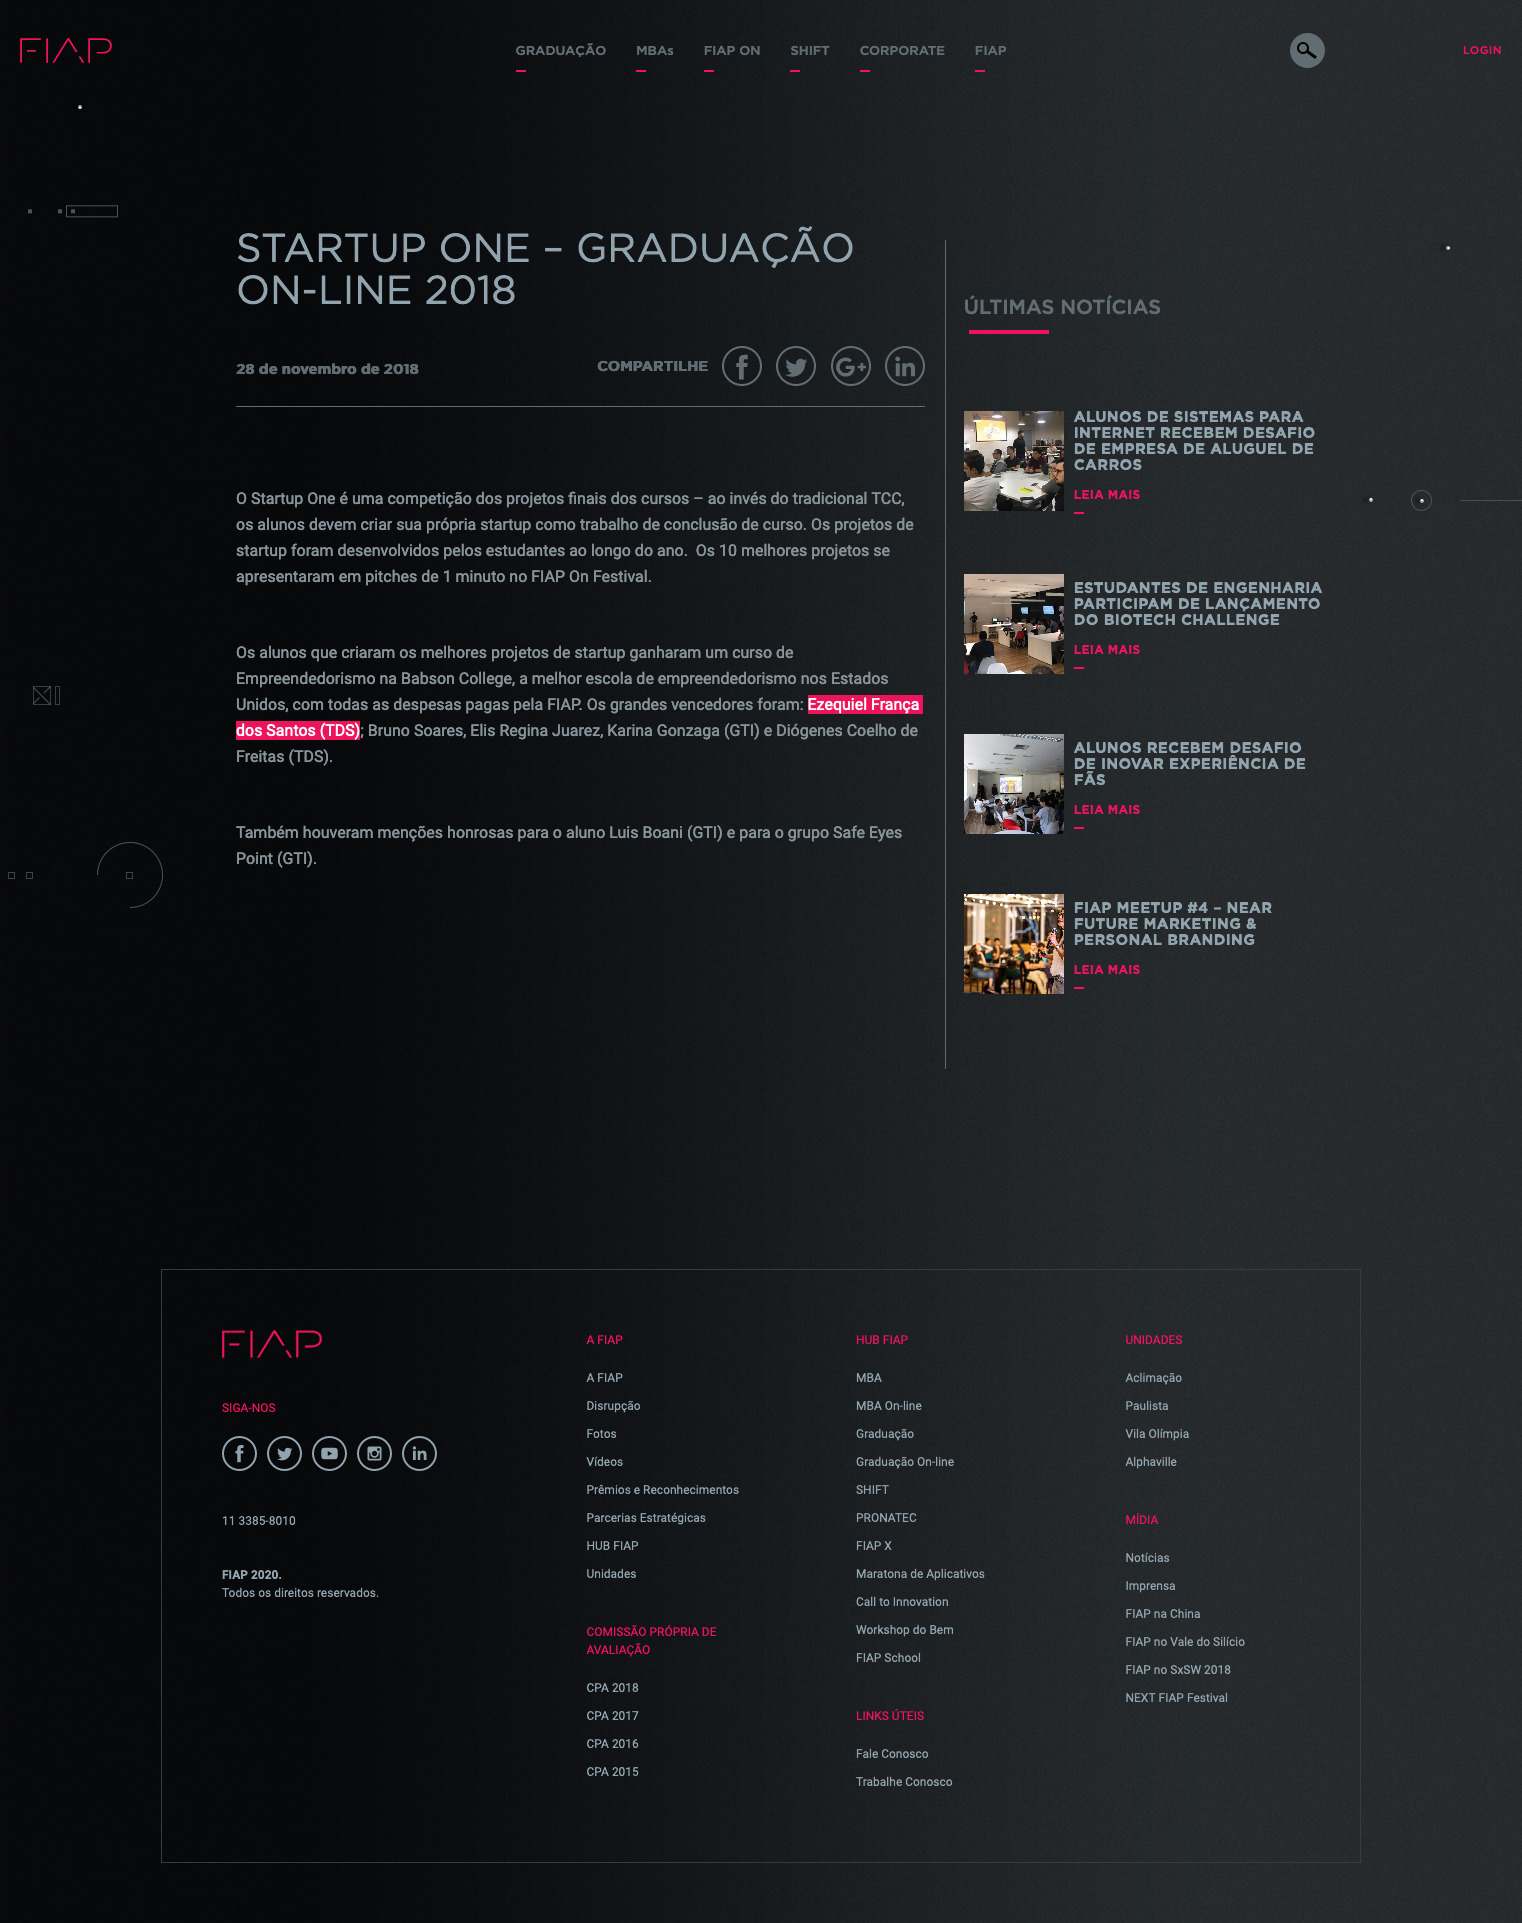 FIAP
GRADUAÇÃO MBAs FIAP ON SHIFT CORPORATE FIAP
LOGIN
STARTUP ONE – GRADUAÇÃO
ON-LINE 2018
28 de novembro de 2018
COMPARTILHE
O Startup One é uma competição dos projetos finais dos cursos – ao invés do tradicional TCC,
os alunos devem criar sua própria startup como trabalho de conclusão de curso. Os projetos de
startup foram desenvolvidos pelos estudantes ao longo do ano.  Os 10 melhores projetos se
apresentaram em pitches de 1 minuto no FIAP On Festival.
Os alunos que criaram os melhores projetos de startup ganharam um curso de
Empreendedorismo na Babson College, a melhor escola de empreendedorismo nos Estados
Unidos, com todas as despesas pagas pela FIAP. Os grandes vencedores foram: Ezequiel França
dos Santos (TDS); Bruno Soares, Elis Regina Juarez, Karina Gonzaga (GTI) e Diógenes Coelho de
Freitas (TDS).
Também houveram menções honrosas para o aluno Luis Boani (GTI) e para o grupo Safe Eyes
Point (GTI).
ÚLTIMAS NOTÍCIAS
ALUNOS DE SISTEMAS PARA
INTERNET RECEBEM DESAFIO
DE EMPRESA DE ALUGUEL DE
CARROS
LEIA MAIS
ESTUDANTES DE ENGENHARIA
PARTICIPAM DE LANÇAMENTO
DO BIOTECH CHALLENGE
LEIA MAIS
ALUNOS RECEBEM DESAFIO
DE INOVAR EXPERIÊNCIA DE
FÃS
LEIA MAIS
FIAP MEETUP #4 – NEAR
FUTURE MARKETING &
PERSONAL BRANDING
LEIA MAIS
FIAP
SIGA-NOS
11 3385-8010
FIAP 2020.
Todos os direitos reservados.
A FIAP
A FIAP
Disrupção
Fotos
Vídeos
Prêmios e Reconhecimentos
Parcerias Estratégicas
HUB FIAP
Unidades
COMISSÃO PRÓPRIA DE
AVALIAÇÃO
CPA 2018
CPA 2017
CPA 2016
CPA 2015
HUB FIAP
MBA
MBA On-line
Graduação
Graduação On-line
SHIFT
PRONATEC
FIAP X
Maratona de Aplicativos
Call to Innovation
Workshop do Bem
FIAP School
LINKS ÚTEIS
Fale Conosco
Trabalhe Conosco
UNIDADES
Aclimação
Paulista
Vila Olímpia
Alphaville
MÍDIA
Notícias
Imprensa
FIAP na China
FIAP no Vale do Silício
FIAP no SxSW 2018
NEXT FIAP Festival